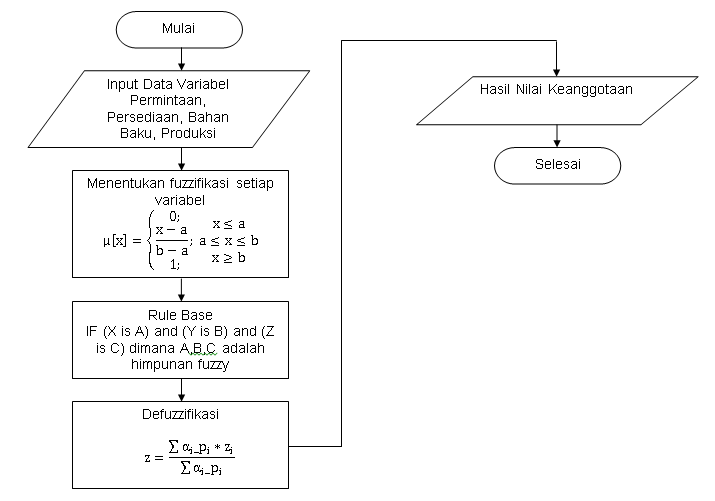 Mulai
Input Data Variabel
Permintaan,
Persediaan, Bahan
Baku, Produksi
Menentukan fuzzifikasi setiap
variabel
μ[x] = { 0; x ≤ a
(x − a)/(b − a); a ≤ x ≤ b
1; x ≥ b
Rule Base
IF (X is A) and (Y is B) and (Z
is C) dimana A,B,C adalah
himpunan fuzzy
Defuzzifikasi
z = ∑ αᵢ_pᵢ * zᵢ / ∑ αᵢ_pᵢ
Hasil Nilai Keanggotaan
Selesai